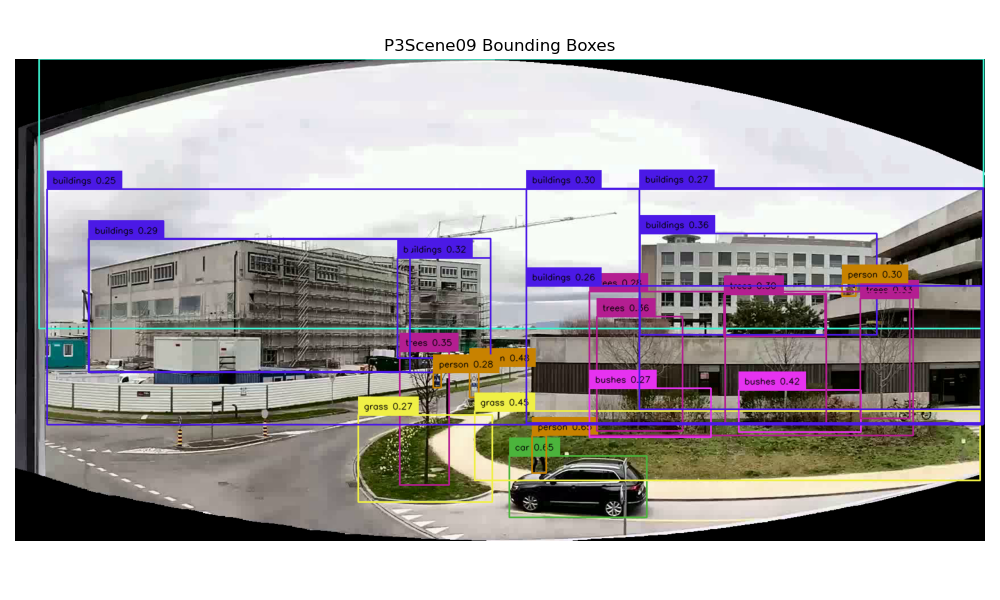 P3Scene09 Bounding Boxes
buildings 0.25
buildings 0.30
buildings 0.27
buildings 0.29
buildings 0.36
buildings 0.32
person 0.30
buildings 0.26
trees 0.30
trees 0.33
trees 0.36
trees 0.35
person 0.28
n 0.48
bushes 0.27
bushes 0.42
grass 0.27
grass 0.45
person 0.65
car 0.65